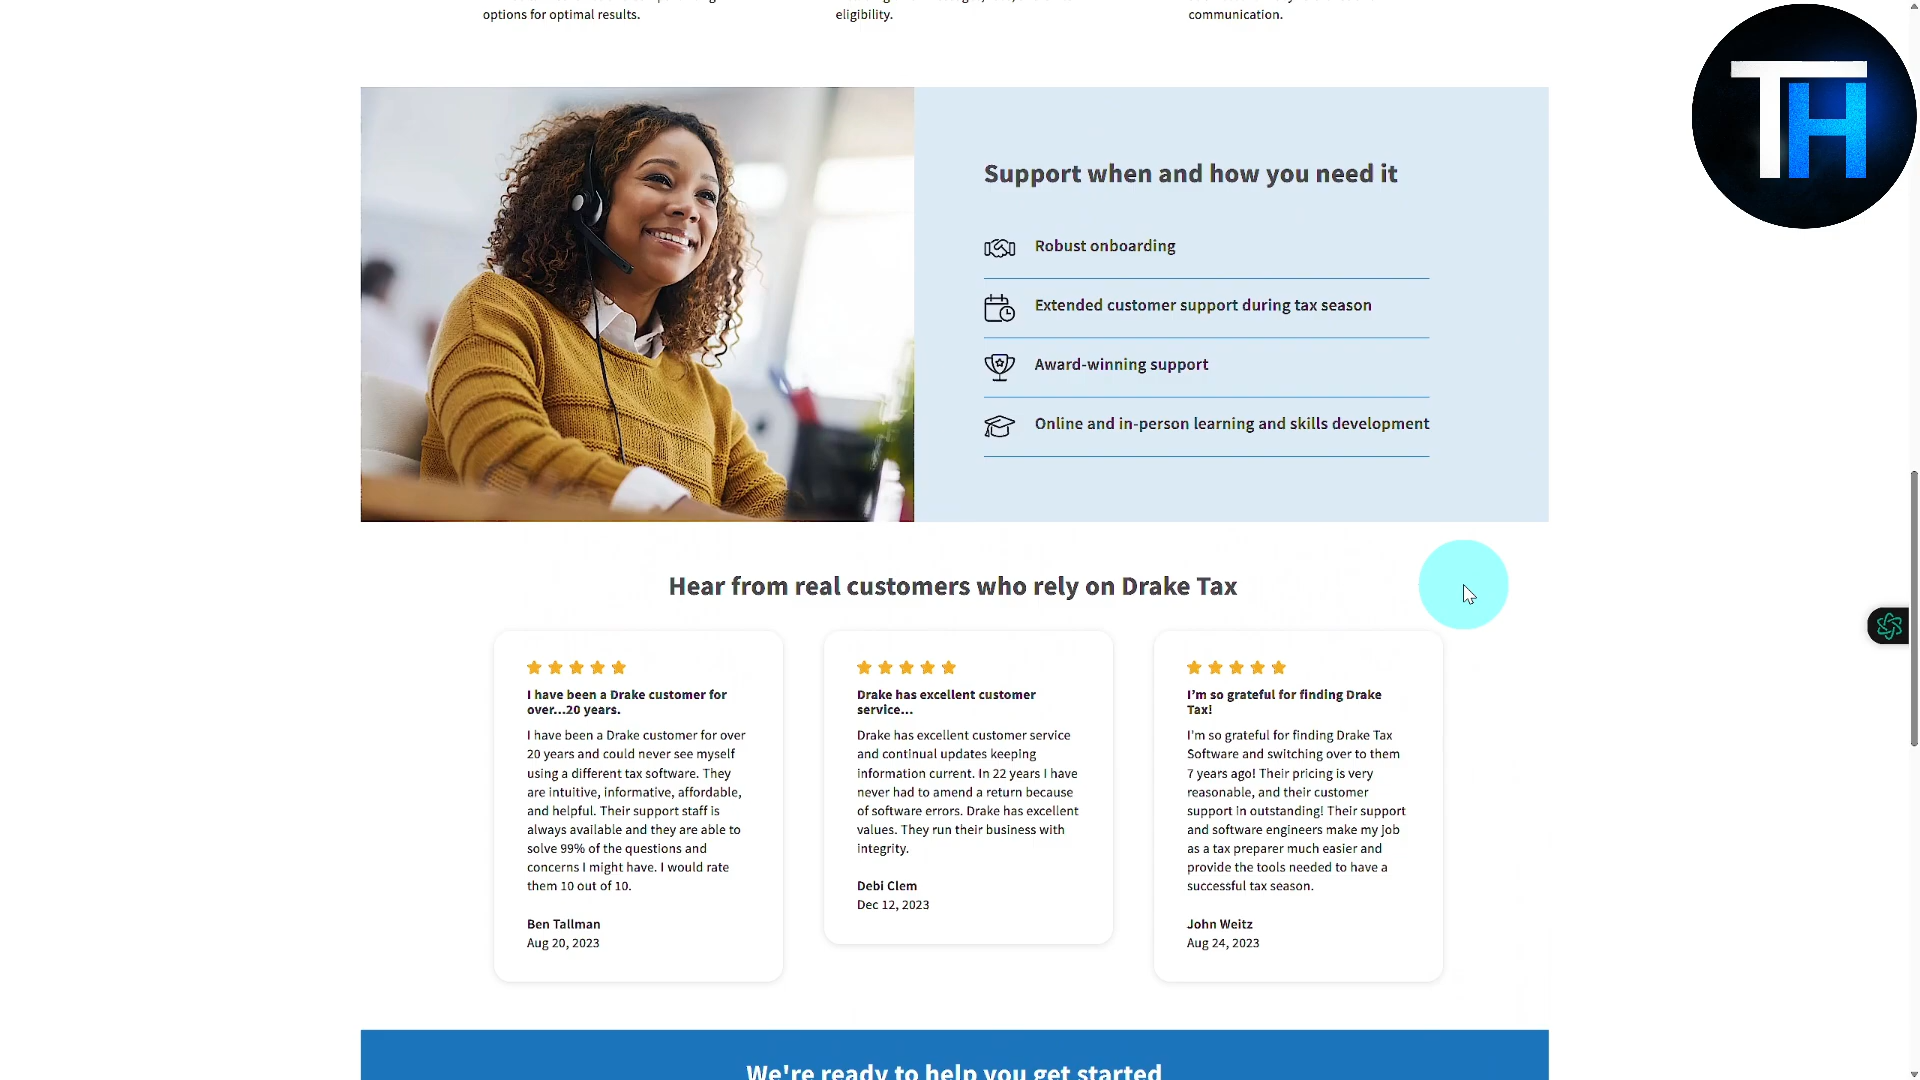 options for optimal results.
eligibility.
communication.
TH
Support when and how you need it
Robust onboarding
Extended customer support during tax season
Award-winning support
Online and in-person learning and skills development
Hear from real customers who rely on Drake Tax
I have been a Drake customer for
over...20 years.
I have been a Drake customer for over
20 years and could never see myself
using a different tax software. They
are intuitive, informative, affordable,
and helpful. Their support staff is
always available and they are able to
solve 99% of the questions and
concerns I might have. I would rate
them 10 out of 10.
Ben Tallman
Aug 20, 2023
Drake has excellent customer
service...
Drake has excellent customer service
and continual updates keeping
information current. In 22 years I have
never had to amend a return because
of software errors. Drake has excellent
values. They run their business with
integrity.
Debi Clem
Dec 12, 2023
I'm so grateful for finding Drake
Tax!
I'm so grateful for finding Drake Tax
Software and switching over to them
7 years ago! Their pricing is very
reasonable, and their customer
support in outstanding! Their support
and software engineers make my job
as a tax preparer much easier and
provide the tools needed to have a
successful tax season.
John Weitz
Aug 24, 2023
We're ready to help you get started